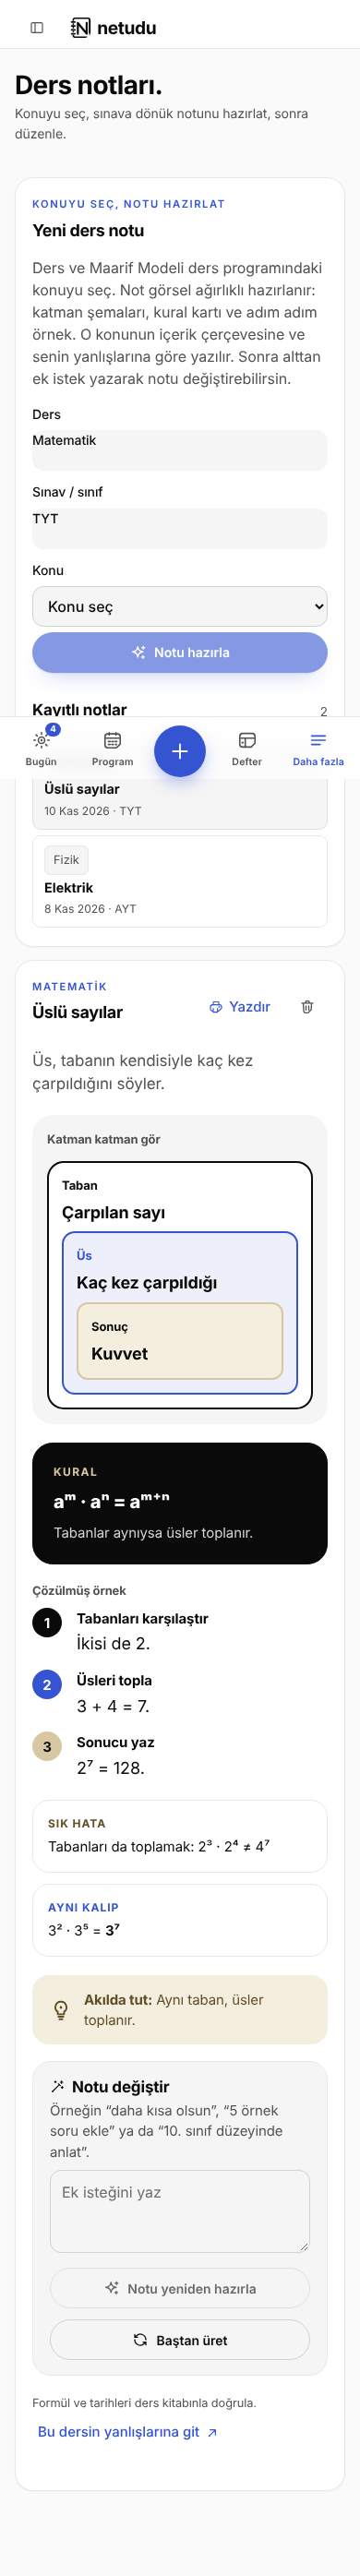 netudu
Ders notları.
Konuyu seç, sınava dönük notunu hazırlat, sonra
düzenle.
KONUYU SEÇ, NOTU HAZIRLAT
Yeni ders notu
Ders ve Maarif Modeli ders programındaki
konuyu seç. Not görsel ağırlıklı hazırlanır:
katman şemaları, kural kartı ve adım adım
örnek. O konunun içerik çerçevesine ve
senin yanlışlarına göre yazılır. Sonra alttan
ek istek yazarak notu değiştirebilirsin.
Ders
Matematik
Sınav / sınıf
TYT
Konu
Konu seç
Notu hazırla
Kayıtlı notlar
2
4
Bugün
Program
Defter
Daha fazla
Üslü sayılar
10 Kas 2026 · TYT
Fizik
Elektrik
8 Kas 2026 · AYT
MATEMATİK
Üslü sayılar
Yazdır
Üs, tabanın kendisiyle kaç kez
çarpıldığını söyler.
Katman katman gör
Taban
Çarpılan sayı
Üs
Kaç kez çarpıldığı
Sonuç
Kuvvet
KURAL
aᵐ · aⁿ = aᵐ⁺ⁿ
Tabanlar aynıysa üsler toplanır.
Çözülmüş örnek
1
Tabanları karşılaştır
İkisi de 2.
2
Üsleri topla
3 + 4 = 7.
3
Sonucu yaz
2⁷ = 128.
SIK HATA
Tabanları da toplamak: 2³ · 2⁴ ≠ 4⁷
AYNI KALIP
3² · 3⁵ = 3⁷
Akılda tut: Aynı taban, üsler
toplanır.
Notu değiştir
Örneğin “daha kısa olsun”, “5 örnek
soru ekle” ya da “10. sınıf düzeyinde
anlat”.
Ek isteğini yaz
Notu yeniden hazırla
Baştan üret
Formül ve tarihleri ders kitabınla doğrula.
Bu dersin yanlışlarına git